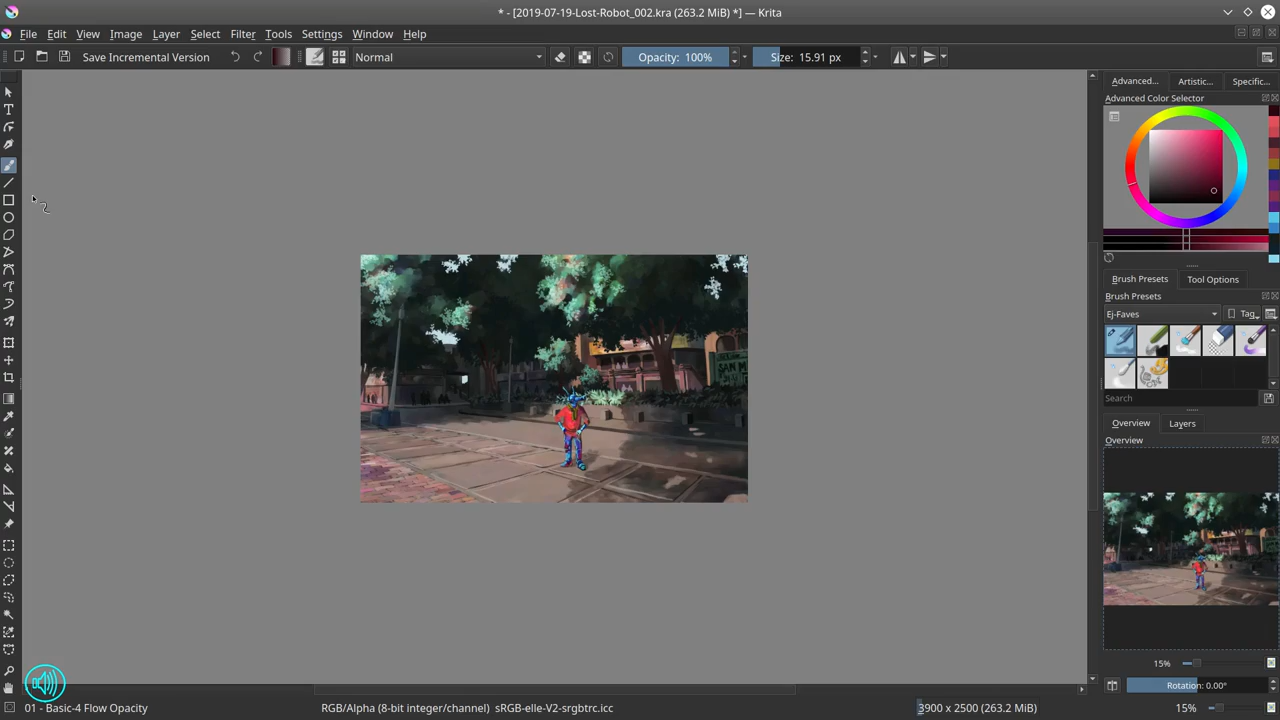 * - [2019-07-19-Lost-Robot_002.kra (263.2 MiB) *] — Krita
File Edit View Image Layer Select Filter Tools Settings Window Help
Save Incremental Version Normal Opacity: 100% Size: 15.91 px
Advanced... Artistic... Specific...
Advanced Color Selector
Brush Presets Tool Options
Brush Presets
Ej-Faves Tag
Search
Overview Layers
Overview
15%
Rotation: 0.00°
01 - Basic-4 Flow Opacity RGB/Alpha (8-bit integer/channel) sRGB-elle-V2-srgbtrc.icc 3900 x 2500 (263.2 MiB) 15%